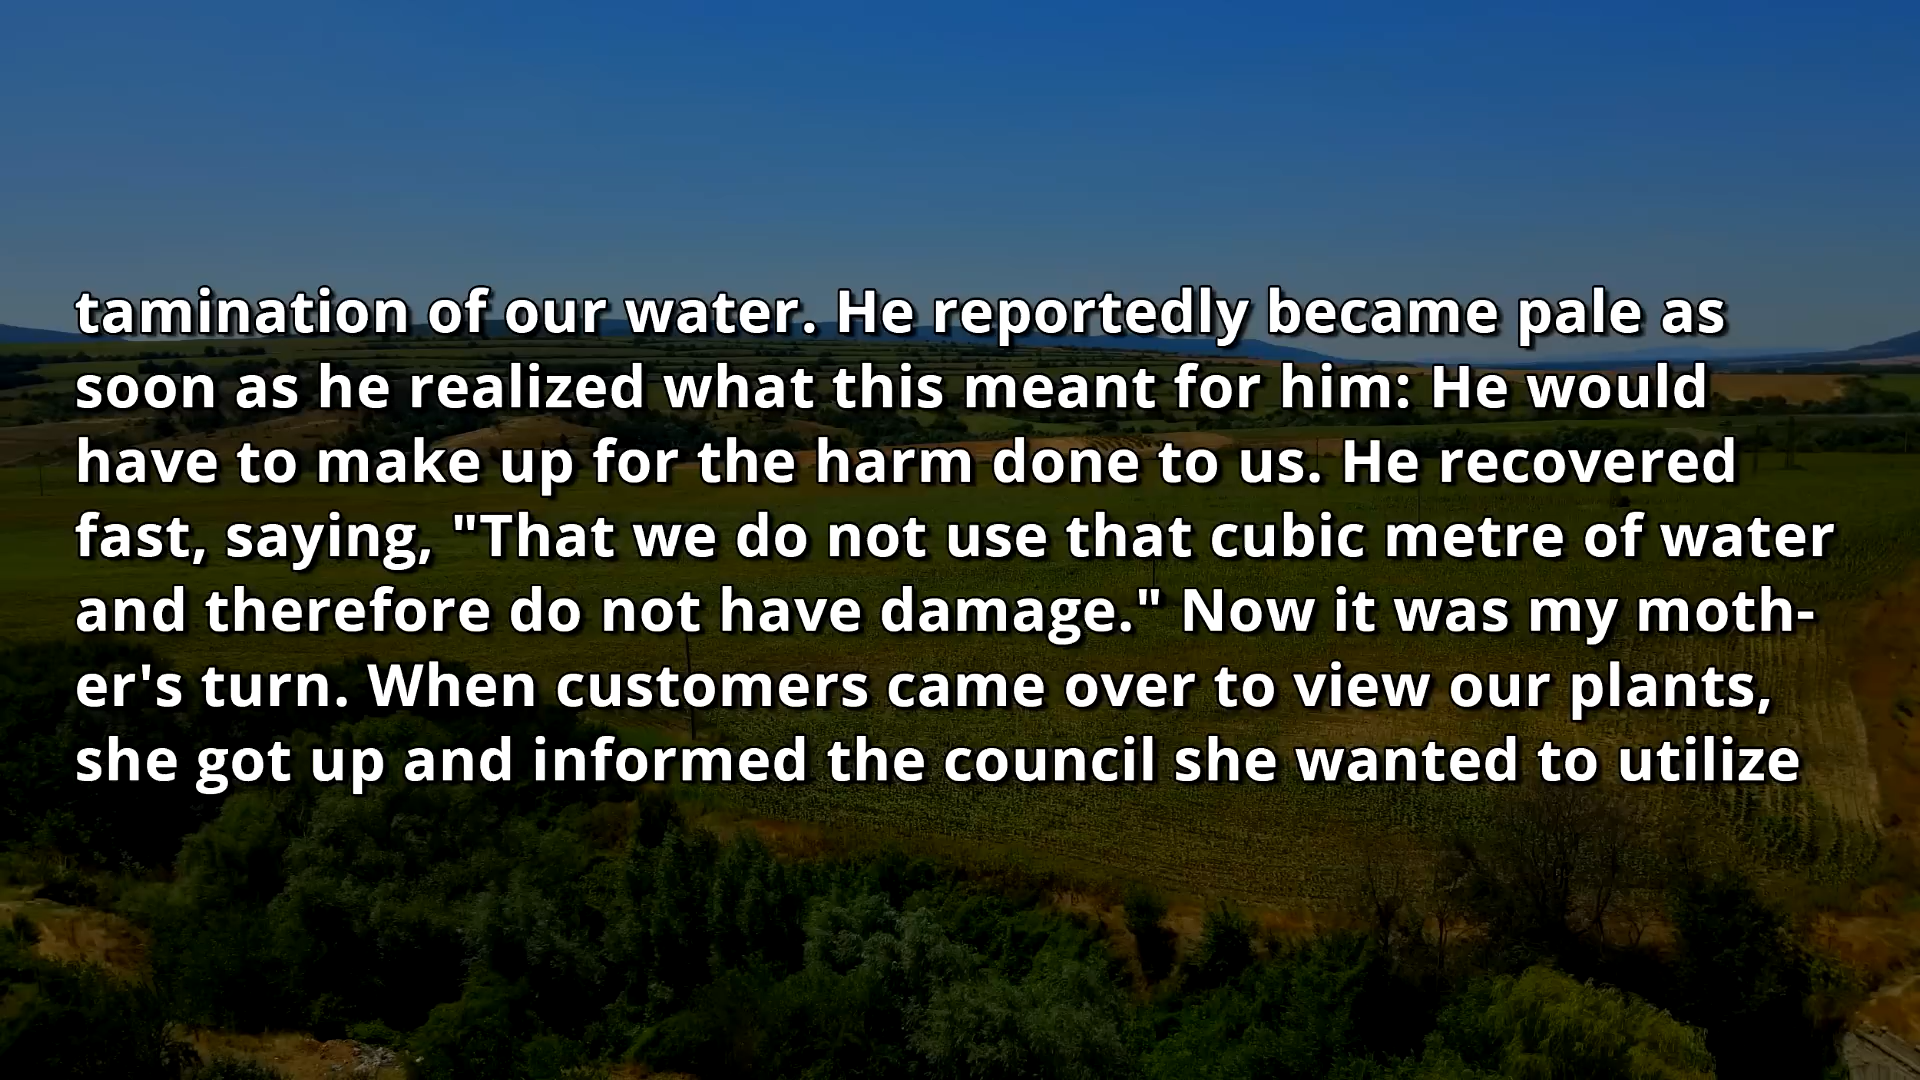 tamination of our water. He reportedly became pale as
soon as he realized what this meant for him: He would
have to make up for the harm done to us. He recovered
fast, saying, "That we do not use that cubic metre of water
and therefore do not have damage." Now it was my moth-
er's turn. When customers came over to view our plants,
she got up and informed the council she wanted to utilize